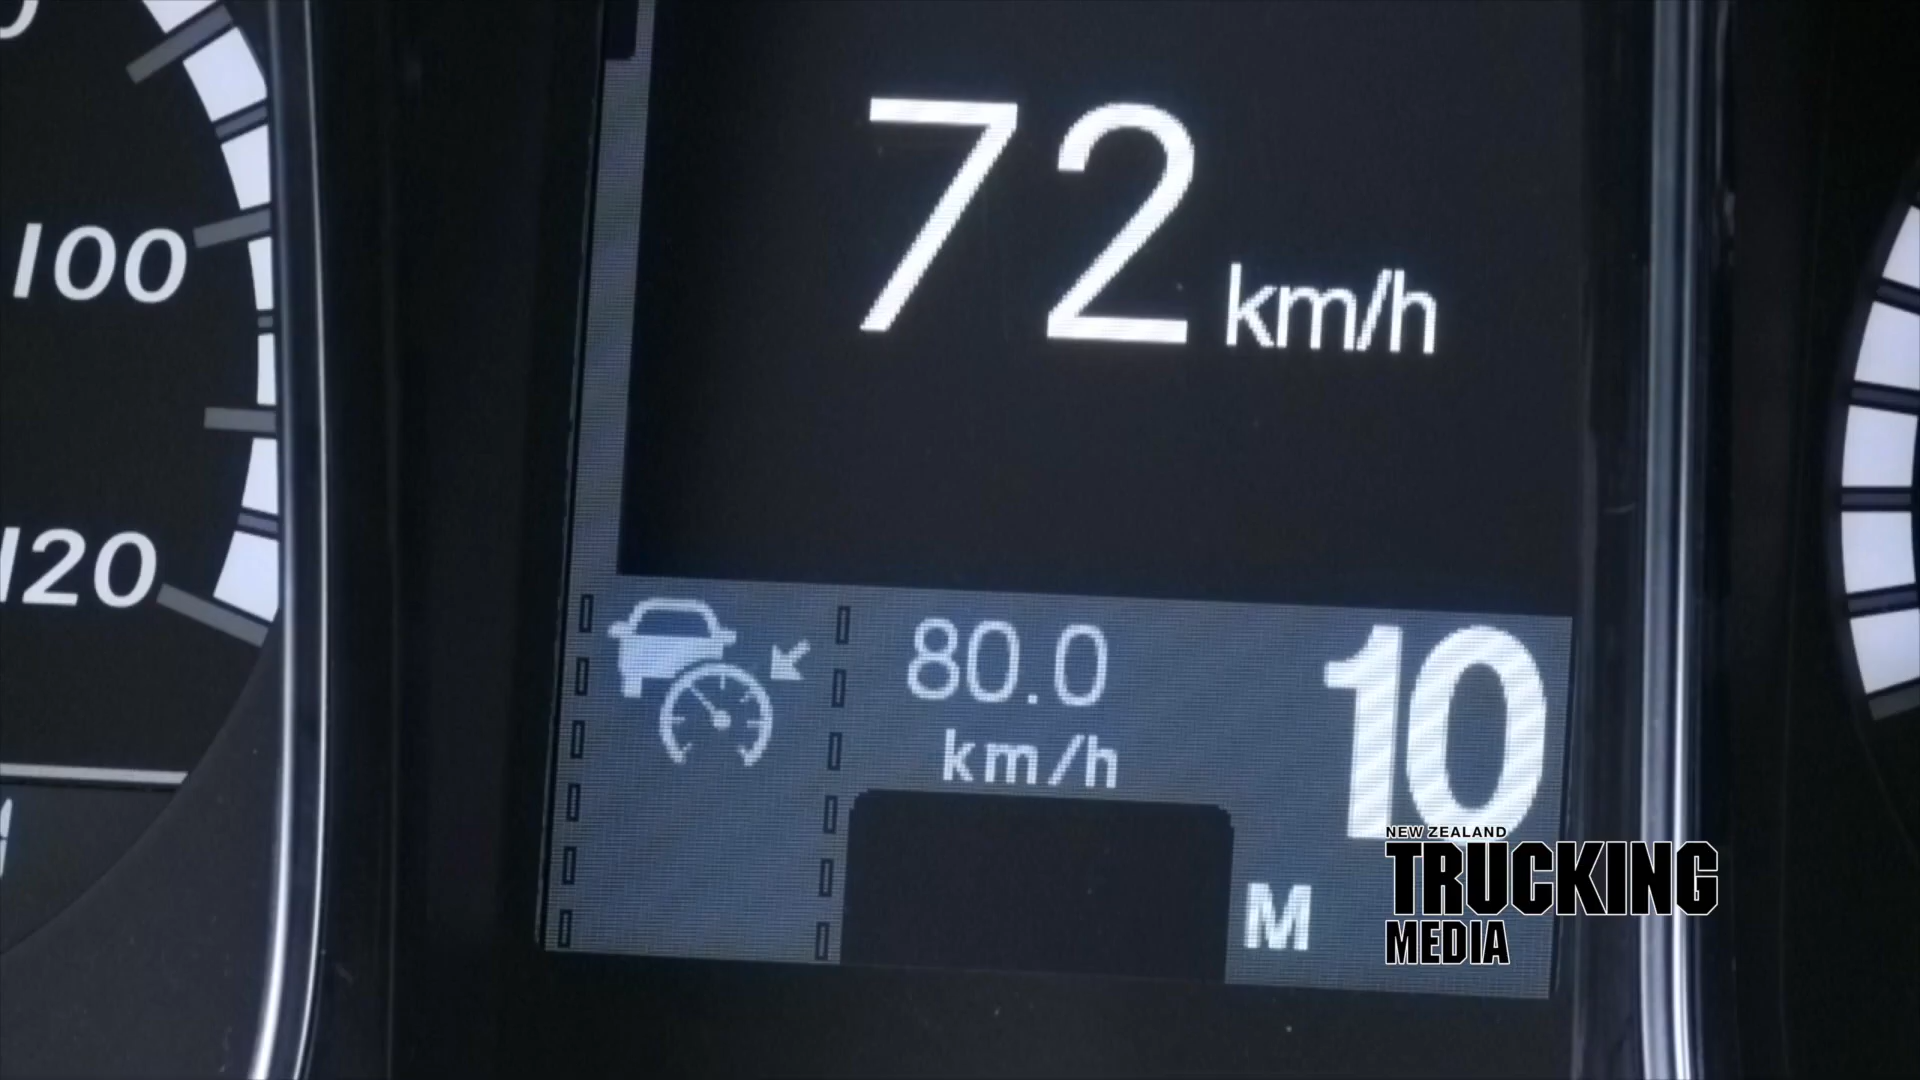 100
120
72 km/h
80.0
km/h
10
M
NEW ZEALAND
TRUCKING
MEDIA